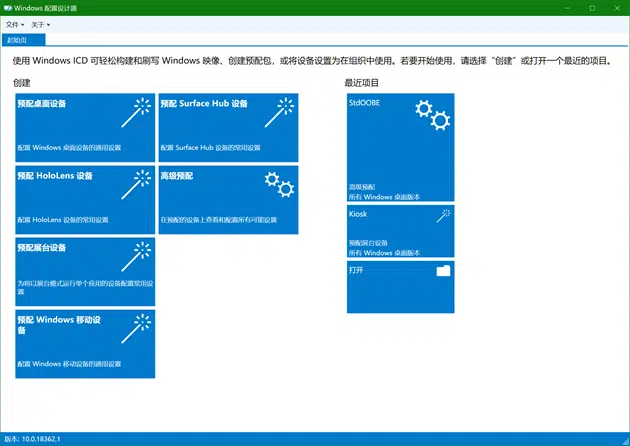 Windows 配置设计器
文件 关于
起始页
使用 Windows ICD 可轻松构建和刷写 Windows 映像、创建预配包，或将设备设置为在组织中使用。若要开始使用，请选择“创建”或打开一个最近的项目。
创建
预配桌面设备
配置 Windows 桌面设备的通用设置
预配 Surface Hub 设备
配置 Surface Hub 设备的常用设置
预配 HoloLens 设备
配置 HoloLens 设备的常用设置
高级预配
在预配的设备上查看和配置所有可能设置
预配展台设备
为将以展台模式运行单个应用的设备配置常用设
置
预配 Windows 移动设
备
配置 Windows 移动设备的通用设置
最近项目
StdOOBE
高级预配
所有 Windows 桌面版本
Kiosk
预配展台设备
所有 Windows 桌面版本
打开
版本: 10.0.18362.1